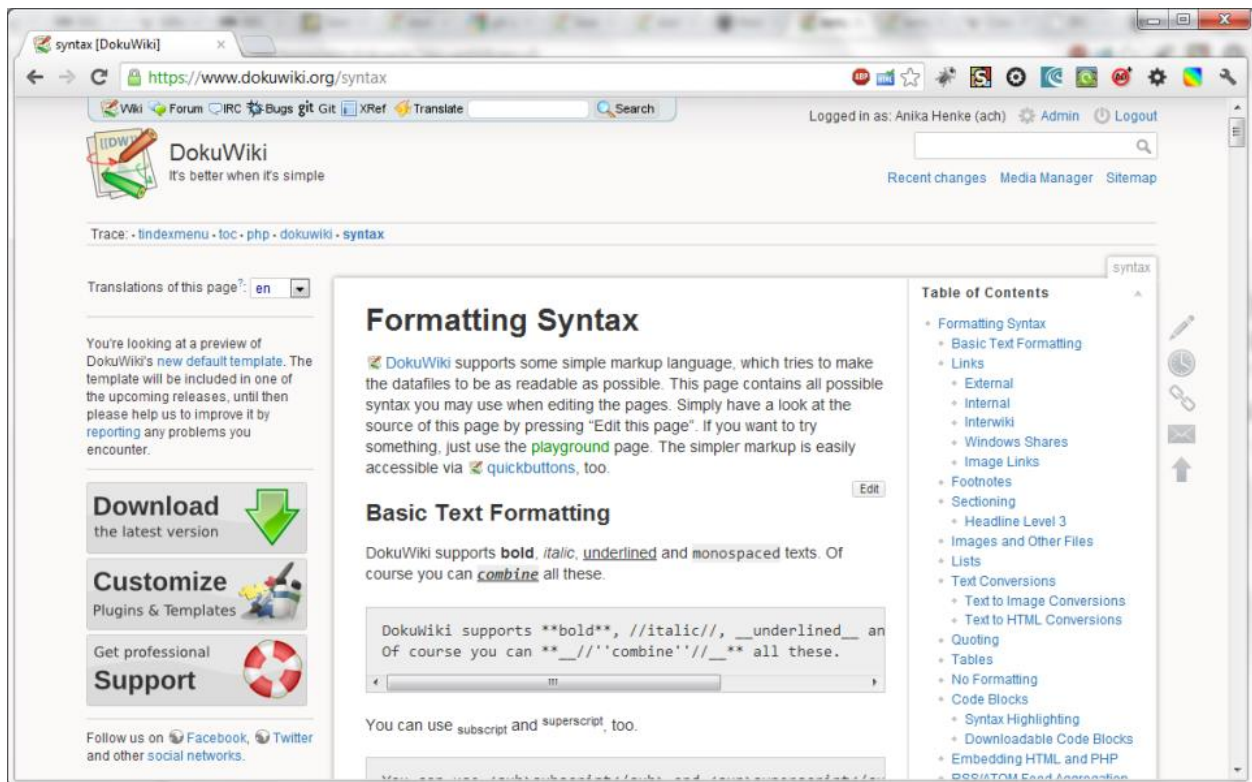 syntax [DokuWiki]
https://www.dokuwiki.org/syntax
Wiki Forum IRC Bugs git Git XRef Translate Search
Logged in as: Anika Henke (ach) Admin Logout
[[DW
DokuWiki
It's better when it's simple
Recent changes Media Manager Sitemap
Trace: • tindexmenu • toc • php • dokuwiki • syntax
syntax
Translations of this page?: en
You're looking at a preview of
DokuWiki's new default template. The
template will be included in one of
the upcoming releases, until then
please help us to improve it by
reporting any problems you
encounter.
Download
the latest version
Customize
Plugins & Templates
Get professional
Support
Follow us on Facebook, Twitter
and other social networks.
Formatting Syntax
DokuWiki supports some simple markup language, which tries to make
the datafiles to be as readable as possible. This page contains all possible
syntax you may use when editing the pages. Simply have a look at the
source of this page by pressing "Edit this page". If you want to try
something, just use the playground page. The simpler markup is easily
accessible via quickbuttons, too.
Edit
Basic Text Formatting
DokuWiki supports bold, italic, underlined and monospaced texts. Of
course you can combine all these.
DokuWiki supports **bold**, //italic//, __underlined__ an
Of course you can **__//''combine''//__** all these.
You can use subscript and superscript, too.
Table of Contents
Formatting Syntax
Basic Text Formatting
Links
External
Internal
Interwiki
Windows Shares
Image Links
Footnotes
Sectioning
Headline Level 3
Images and Other Files
Lists
Text Conversions
Text to Image Conversions
Text to HTML Conversions
Quoting
Tables
No Formatting
Code Blocks
Syntax Highlighting
Downloadable Code Blocks
Embedding HTML and PHP
RSS/ATOM Feed Aggregation